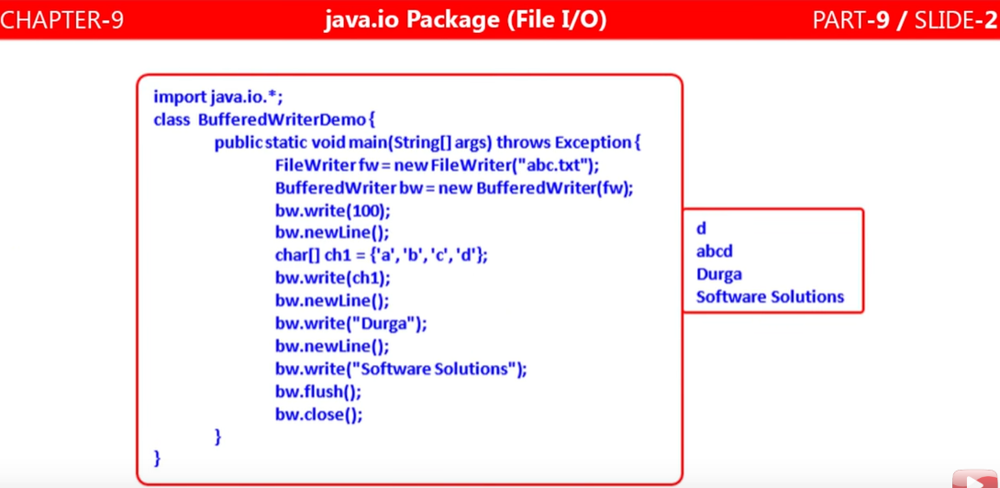 CHAPTER-9
java.io Package (File I/O)
PART-9 / SLIDE-2
import java.io.*;
class BufferedWriterDemo{
public static void main(String[] args) throws Exception{
FileWriter fw = new FileWriter("abc.txt");
BufferedWriter bw = new BufferedWriter(fw);
bw.write(100);
bw.newLine();
char[] ch1 = {'a', 'b', 'c', 'd'};
bw.write(ch1);
bw.newLine();
bw.write("Durga");
bw.newLine();
bw.write("Software Solutions");
bw.flush();
bw.close();
}
}
d
abcd
Durga
Software Solutions